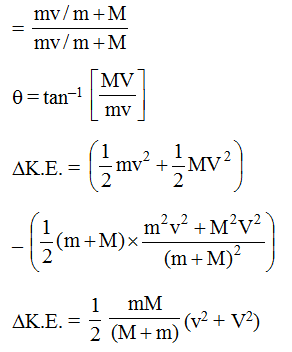 = mv/m+M / mv/m+M
θ = tan⁻¹ [MV / mv]
ΔK.E. = (1/2 mv² + 1/2 MV²)
− (1/2 (m+M) × m²v² + M²V² / (m+M)²)
ΔK.E. = 1/2 mM / (M+m) (v² + V²)